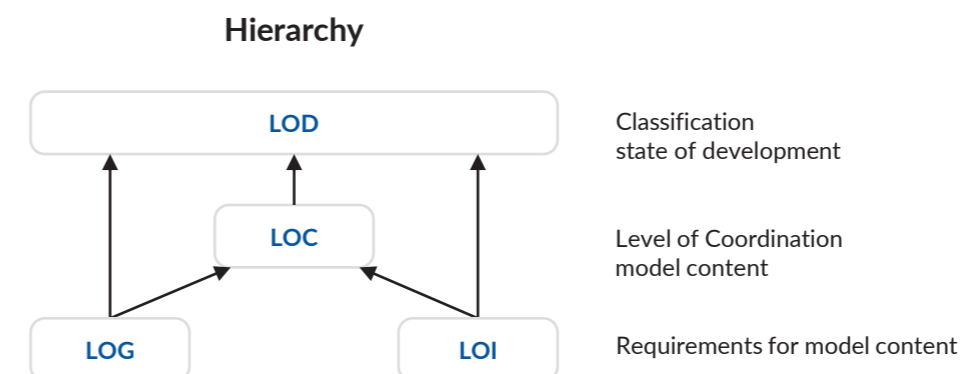 Hierarchy
LOD
Classification
state of development
LOC
Level of Coordination
model content
LOG
LOI
Requirements for model content